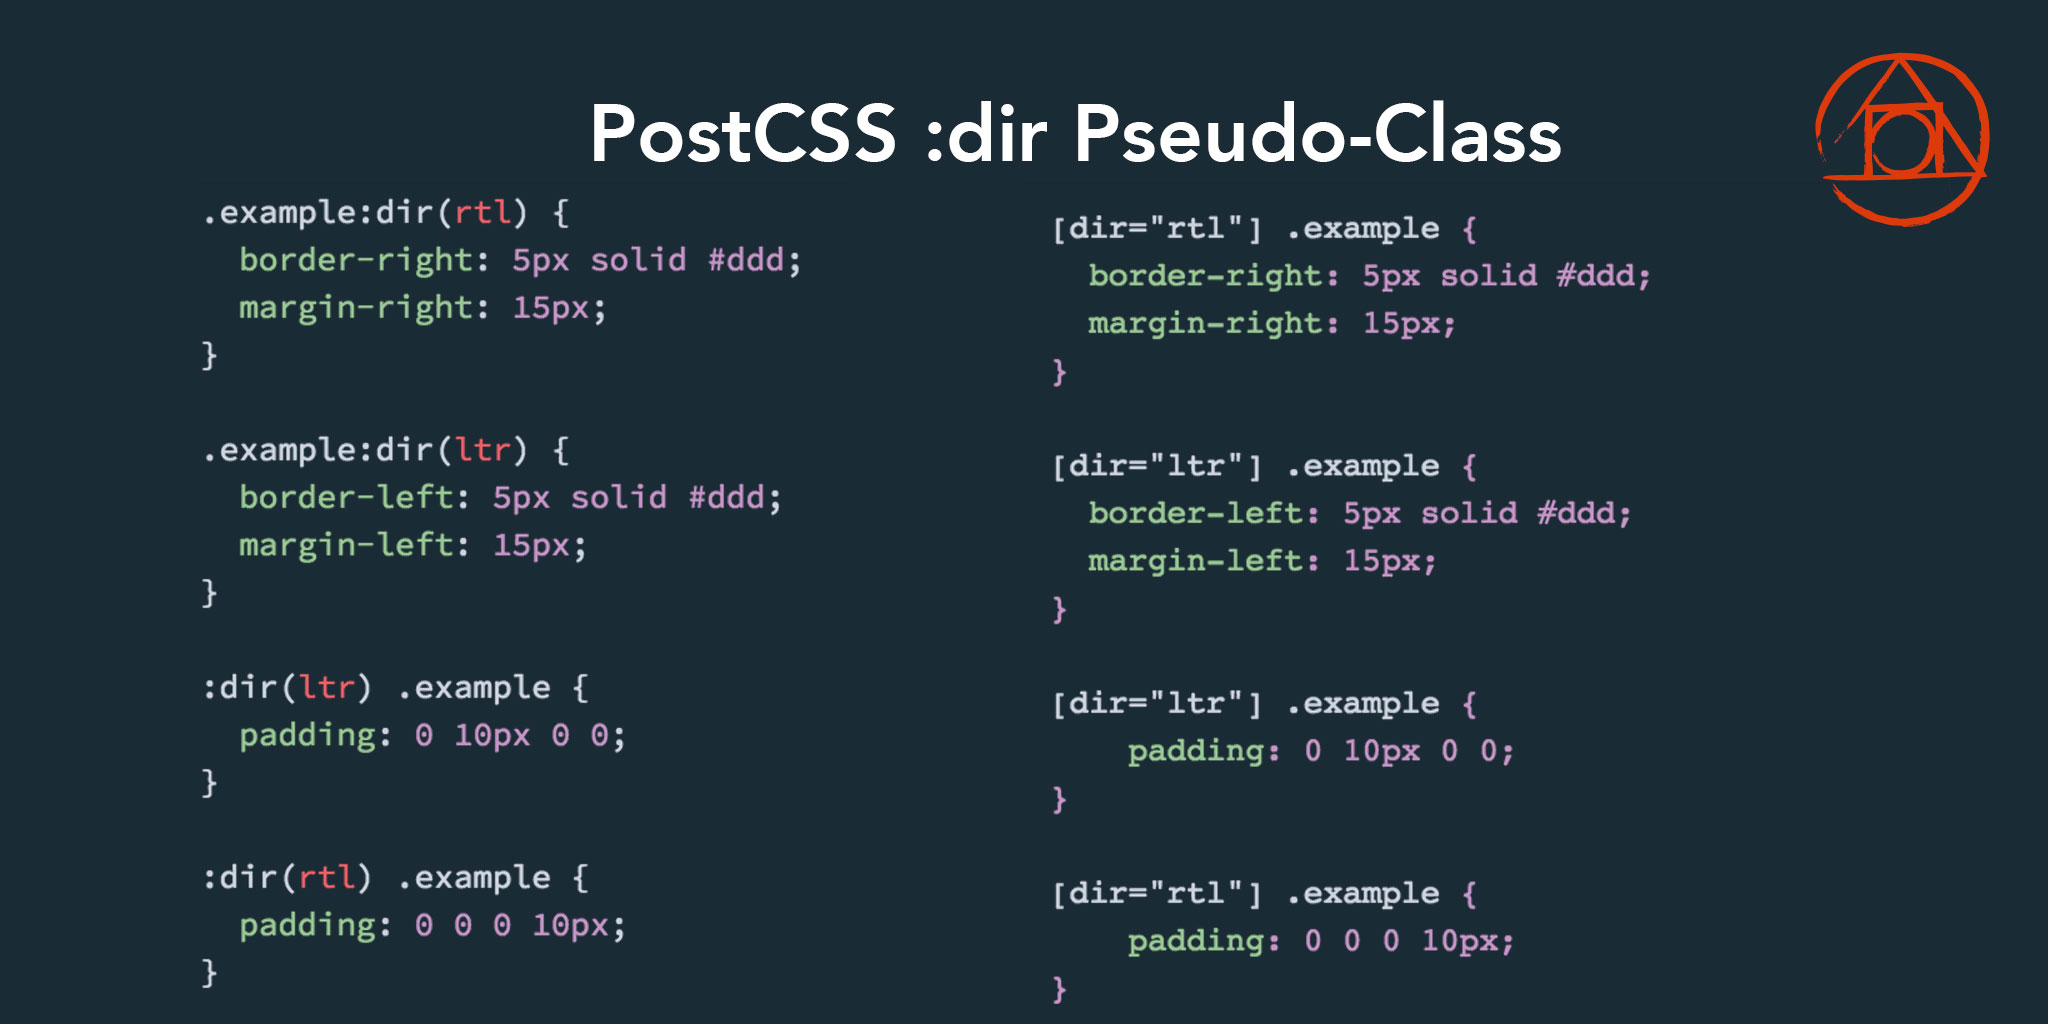 PostCSS :dir Pseudo-Class
.example:dir(rtl) {
  border-right: 5px solid #ddd;
  margin-right: 15px;
}
.example:dir(ltr) {
  border-left: 5px solid #ddd;
  margin-left: 15px;
}
:dir(ltr) .example {
  padding: 0 10px 0 0;
}
:dir(rtl) .example {
  padding: 0 0 0 10px;
}
[dir="rtl"] .example {
  border-right: 5px solid #ddd;
  margin-right: 15px;
}
[dir="ltr"] .example {
  border-left: 5px solid #ddd;
  margin-left: 15px;
}
[dir="ltr"] .example {
    padding: 0 10px 0 0;
}
[dir="rtl"] .example {
    padding: 0 0 0 10px;
}